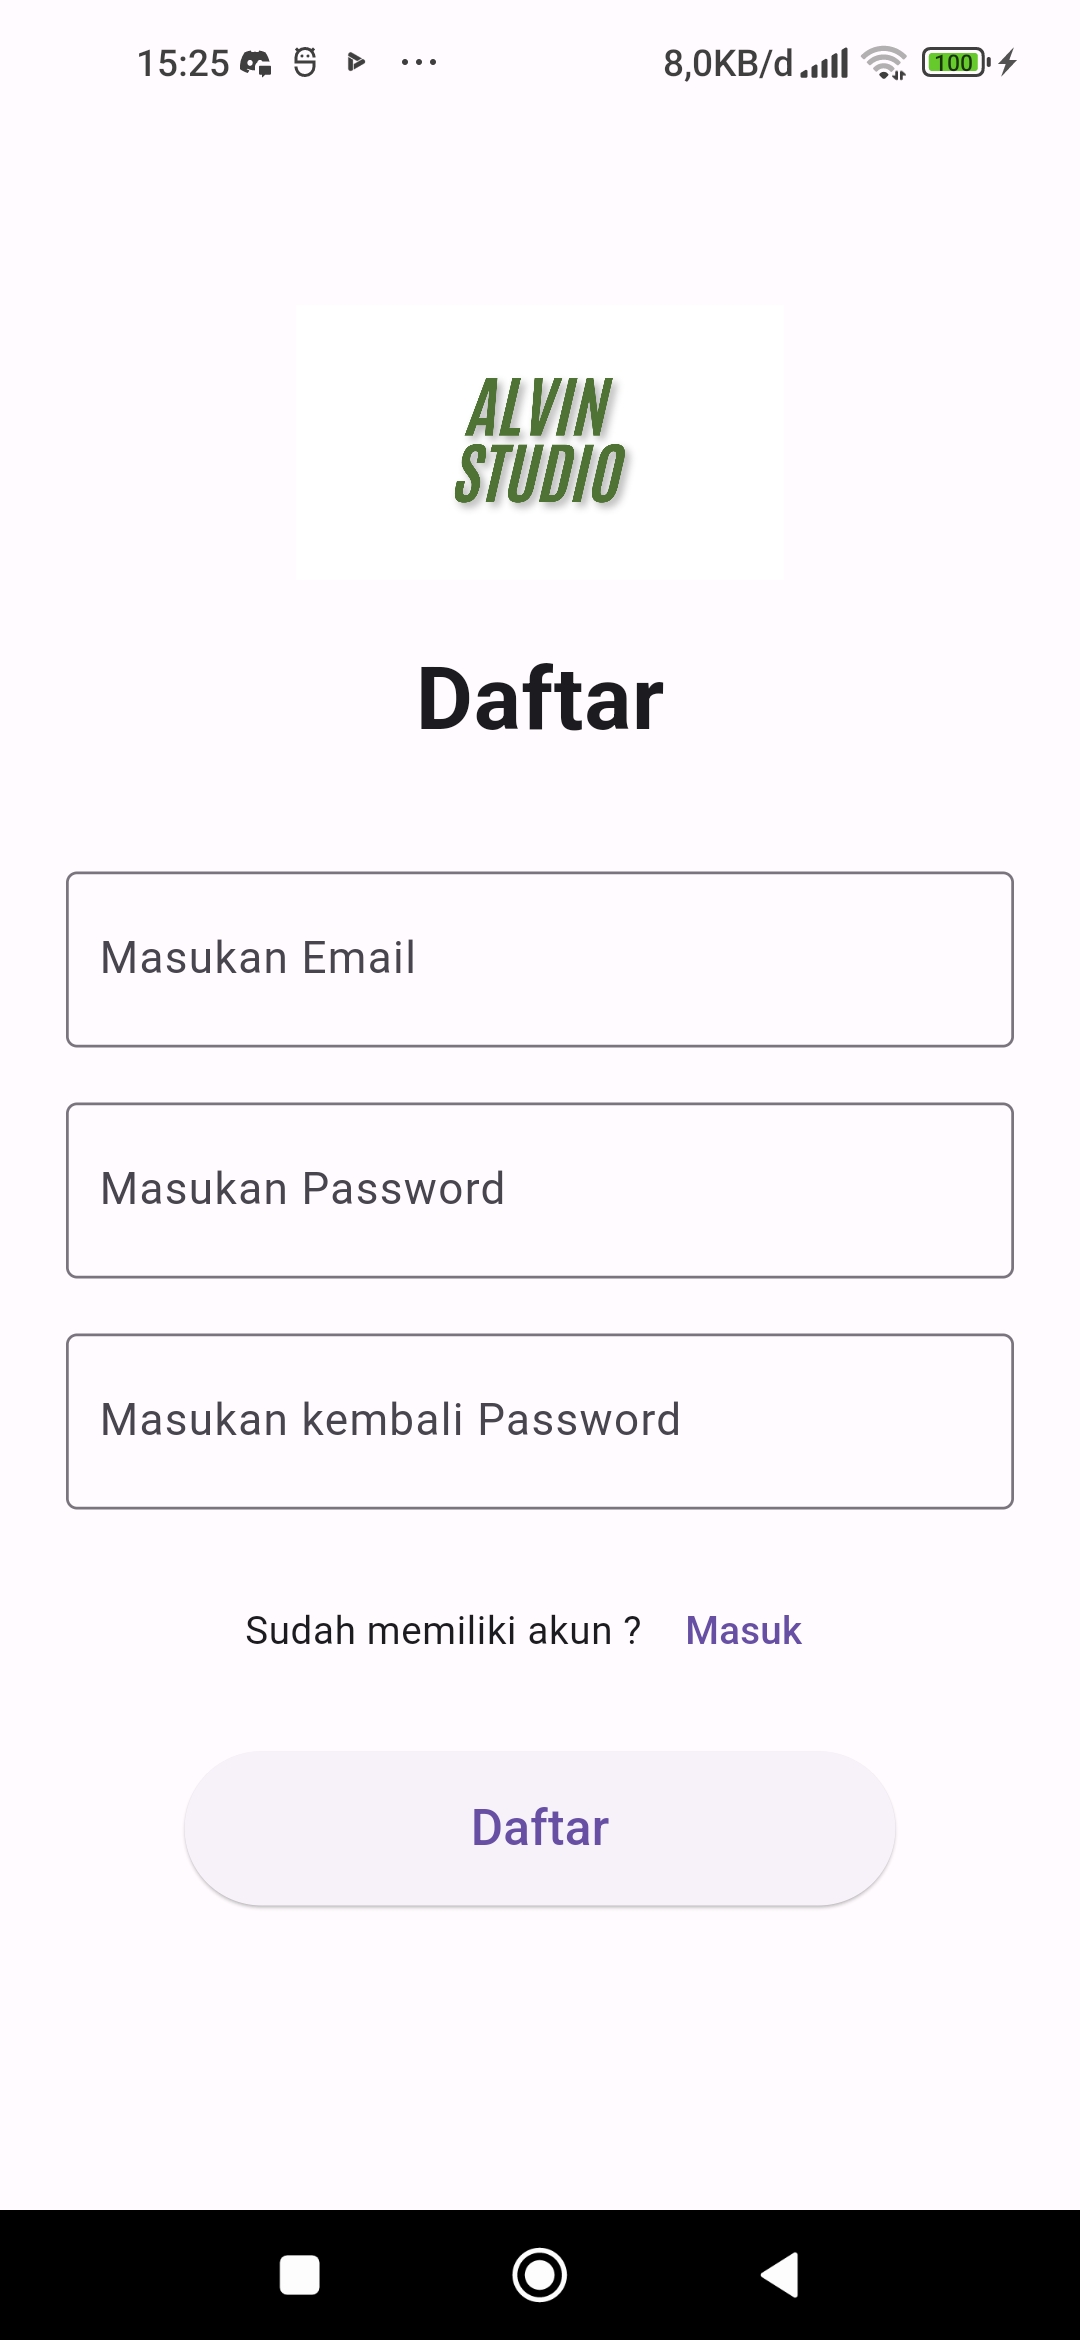 15:25 8,0KB/d 100
ALVIN
STUDIO
Daftar
Masukan Email
Masukan Password
Masukan kembali Password
Sudah memiliki akun ? Masuk
Daftar